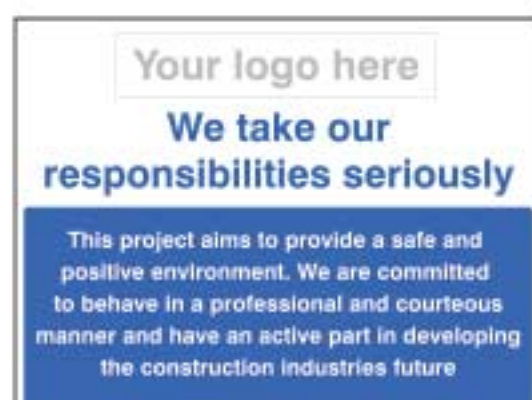 Your logo here
We take our
responsibilities seriously
This project aims to provide a safe and
positive environment. We are committed
to behave in a professional and courteous
manner and have an active part in developing
the construction industries future